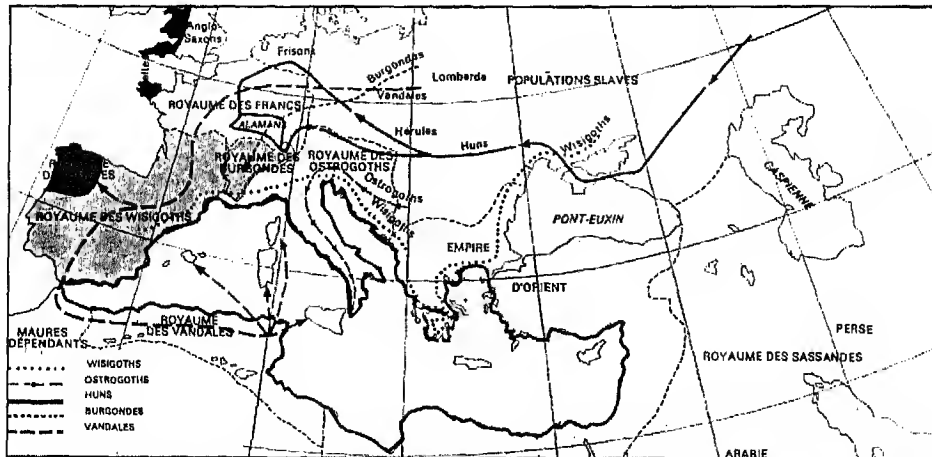 Anglo-
Saxons
Frisons
Burgondes
Lombards
Vandales
POPULATIONS SLAVES
ROYAUME DES FRANCS
ALAMANS
Hérules
Huns
Wisigoths
ROYAUME DES
BURGONDES
ROYAUME DES
OSTROGOTHS
Ostrogoths
Wisigoths
CASPIENNE
ROYAUME DES WISIGOTHS
PONT-EUXIN
EMPIRE
D'ORIENT
ROYAUME
DES VANDALES
MAURES
DÉPENDANTS
PERSE
ROYAUME DES SASSANDES
ARABIE
WISIGOTHS
OSTROGOTHS
HUNS
BURGONDES
VANDALES